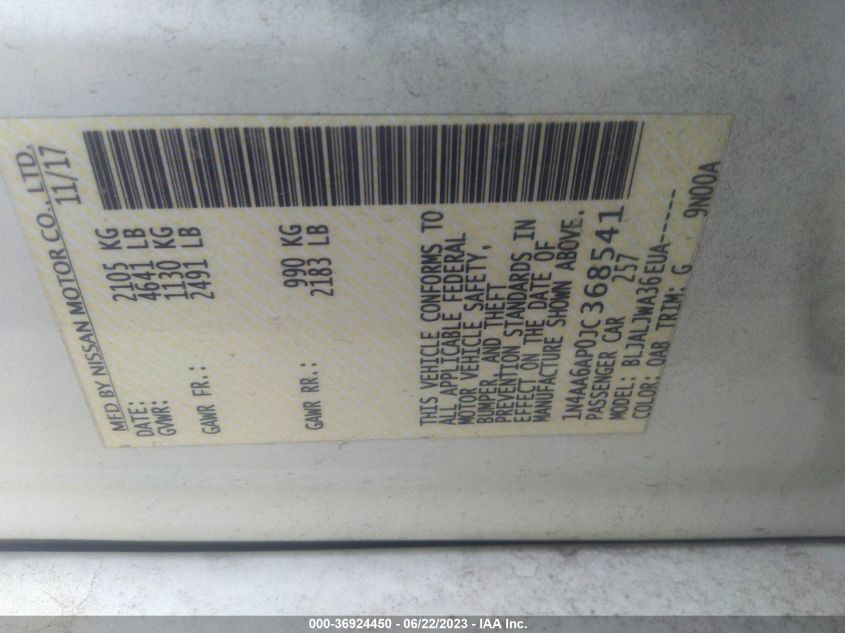 MFD BY NISSAN MOTOR CO., LTD.
DATE: 11/17
GVWR: 2105 KG
4641 LB
GAWR FR.: 1130 KG
2491 LB
GAWR RR.: 990 KG
2183 LB
THIS VEHICLE CONFORMS TO
ALL APPLICABLE FEDERAL
MOTOR VEHICLE SAFETY,
BUMPER, AND THEFT
PREVENTION STANDARDS IN
EFFECT ON THE DATE OF
MANUFACTURE SHOWN ABOVE.
1N4AA6AP0JC368541
PASSENGER CAR 257
MODEL: BLJALJWA36EUA-----
COLOR: QAB TRIM: G 9N00A
000-36924450 - 06/22/2023 - IAA Inc.